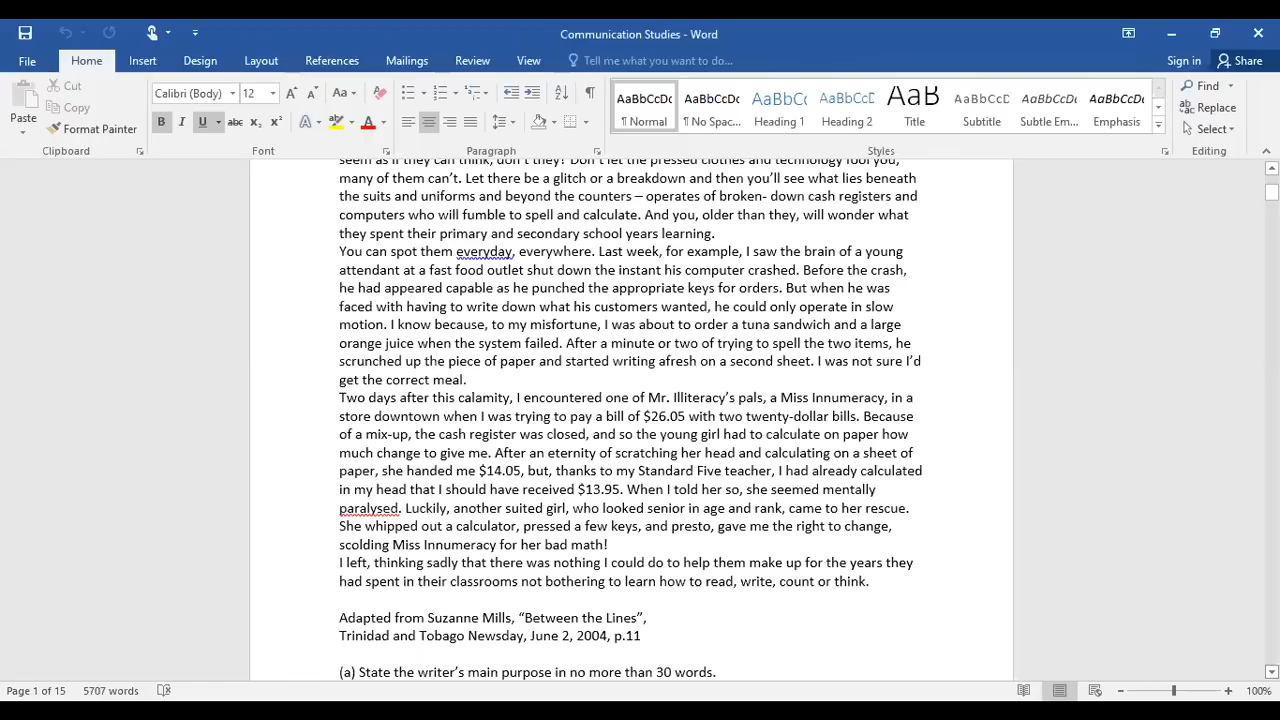 Communication Studies - Word
File Home Insert Design Layout References Mailings Review View Tell me what you want to do... Sign in Share
Paste
Cut
Copy
Format Painter
Clipboard
Calibri (Body) 12
Font
Paragraph
AaBbCcDc AaBbCcDc AaBbCc AaBbCcD AaB AaBbCcD AaBbCcDc AaBbCcDc
¶ Normal ¶ No Spac... Heading 1 Heading 2 Title Subtitle Subtle Em... Emphasis
Styles
Find
Replace
Select
Editing
seem as if they can think, don't they? Don't let the pressed clothes and technology fool you,
many of them can't. Let there be a glitch or a breakdown and then you'll see what lies beneath
the suits and uniforms and beyond the counters – operates of broken- down cash registers and
computers who will fumble to spell and calculate. And you, older than they, will wonder what
they spent their primary and secondary school years learning.
You can spot them everyday, everywhere. Last week, for example, I saw the brain of a young
attendant at a fast food outlet shut down the instant his computer crashed. Before the crash,
he had appeared capable as he punched the appropriate keys for orders. But when he was
faced with having to write down what his customers wanted, he could only operate in slow
motion. I know because, to my misfortune, I was about to order a tuna sandwich and a large
orange juice when the system failed. After a minute or two of trying to spell the two items, he
scrunched up the piece of paper and started writing afresh on a second sheet. I was not sure I'd
get the correct meal.
Two days after this calamity, I encountered one of Mr. Illiteracy's pals, a Miss Innumeracy, in a
store downtown when I was trying to pay a bill of $26.05 with two twenty-dollar bills. Because
of a mix-up, the cash register was closed, and so the young girl had to calculate on paper how
much change to give me. After an eternity of scratching her head and calculating on a sheet of
paper, she handed me $14.05, but, thanks to my Standard Five teacher, I had already calculated
in my head that I should have received $13.95. When I told her so, she seemed mentally
paralysed. Luckily, another suited girl, who looked senior in age and rank, came to her rescue.
She whipped out a calculator, pressed a few keys, and presto, gave me the right to change,
scolding Miss Innumeracy for her bad math!
I left, thinking sadly that there was nothing I could do to help them make up for the years they
had spent in their classrooms not bothering to learn how to read, write, count or think.
Adapted from Suzanne Mills, "Between the Lines",
Trinidad and Tobago Newsday, June 2, 2004, p.11
(a) State the writer's main purpose in no more than 30 words.
Page 1 of 15 5707 words 100%